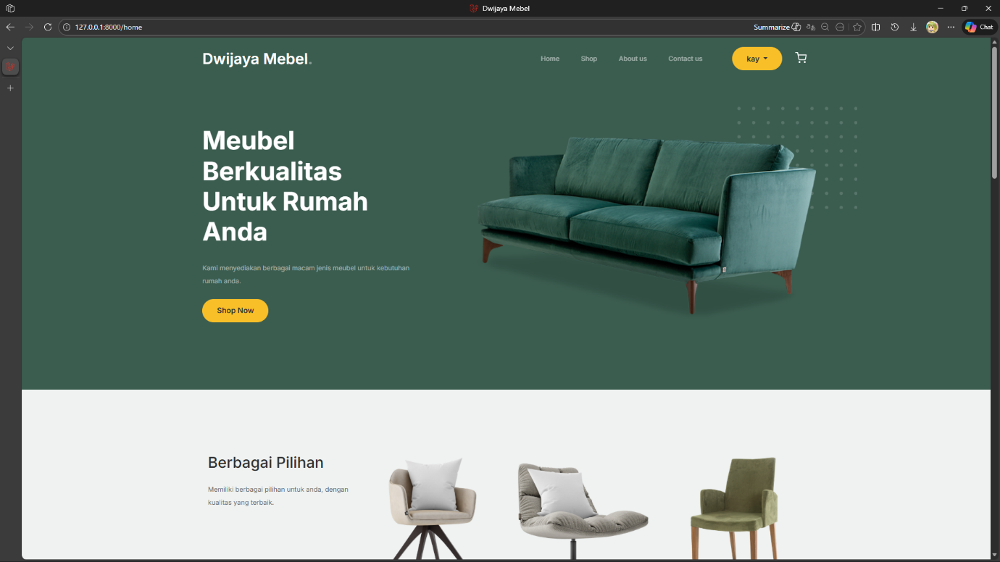 Dwijaya Mebel
127.0.0.1:8000/home
Summarize
Chat
Dwijaya Mebel.
Home
Shop
About us
Contact us
kay
Meubel
Berkualitas
Untuk Rumah
Anda
Kami menyediakan berbagai macam jenis meubel untuk kebutuhan
rumah anda.
Shop Now
Berbagai Pilihan
Memiliki berbagai pilihan untuk anda, dengan
kualitas yang terbaik.